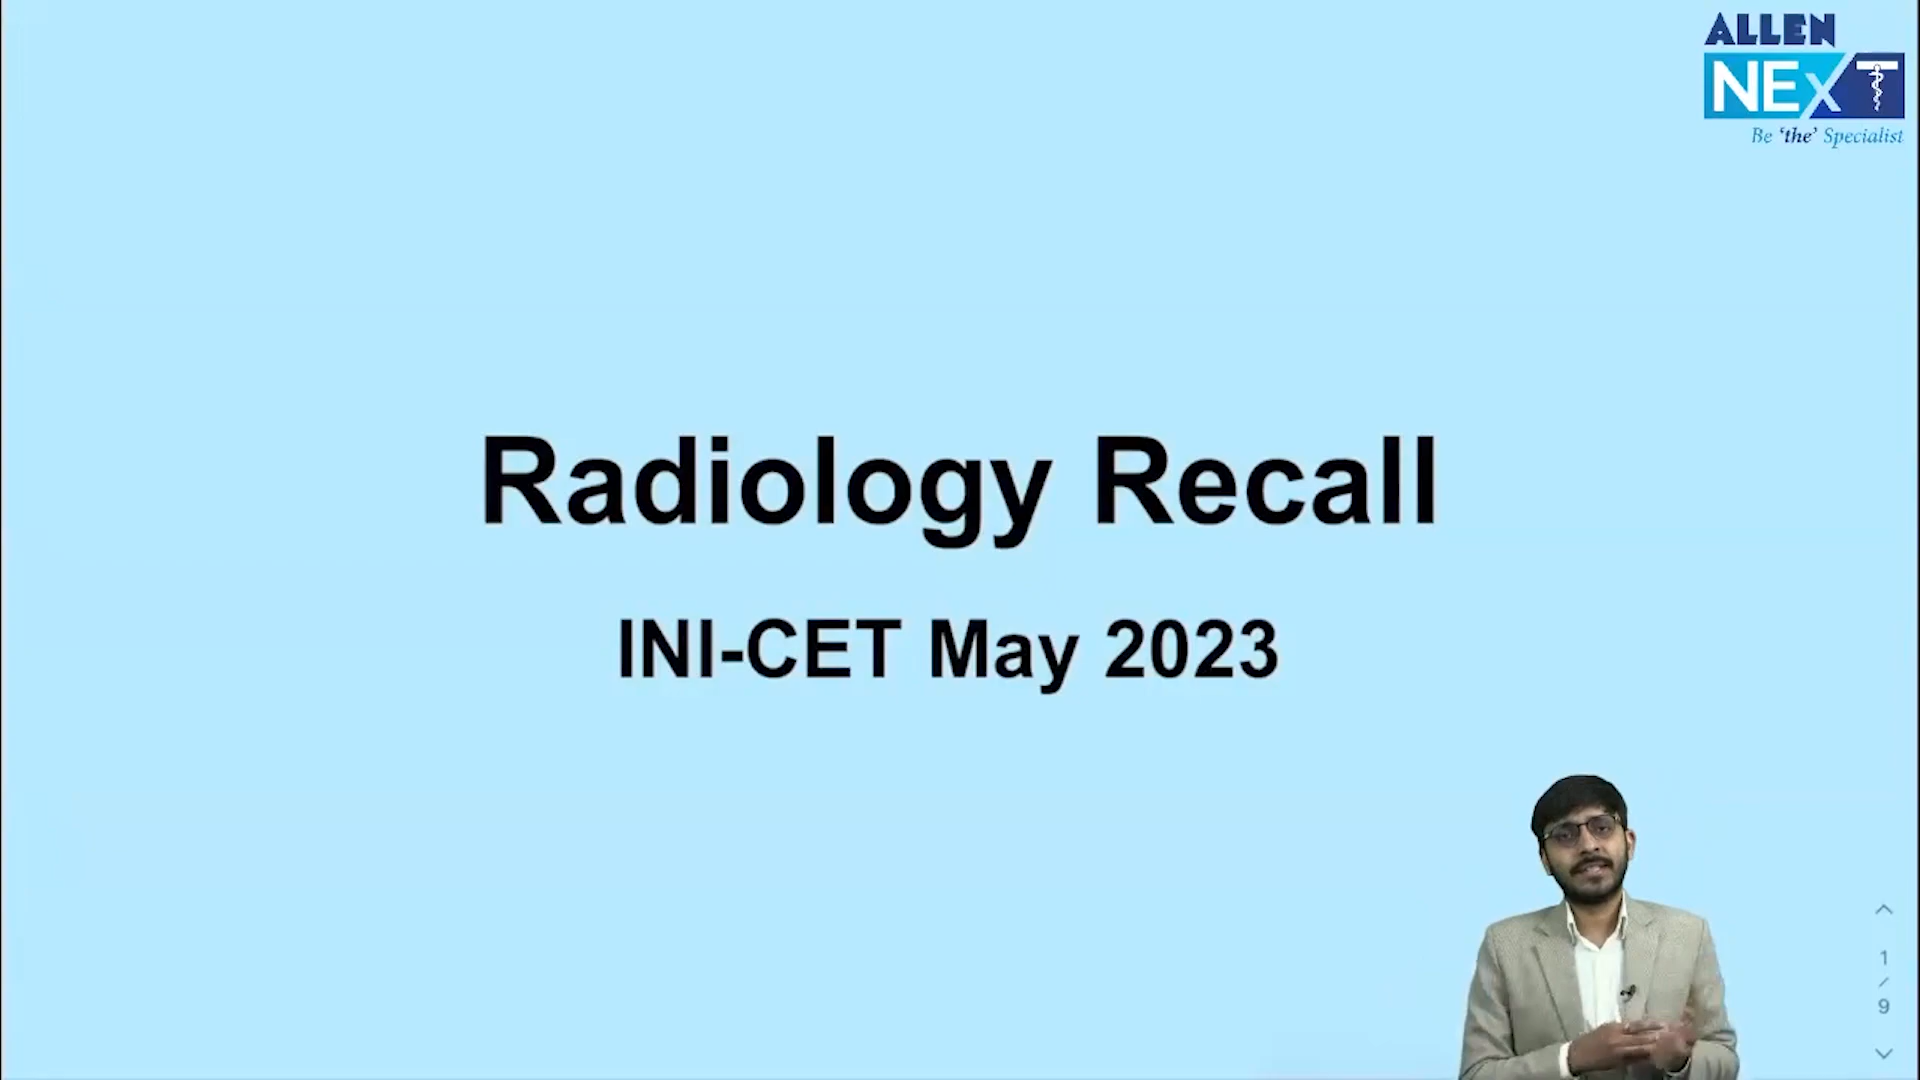 ALLEN
NExT
Be 'the' Specialist
Radiology Recall
INI-CET May 2023
1
/
9